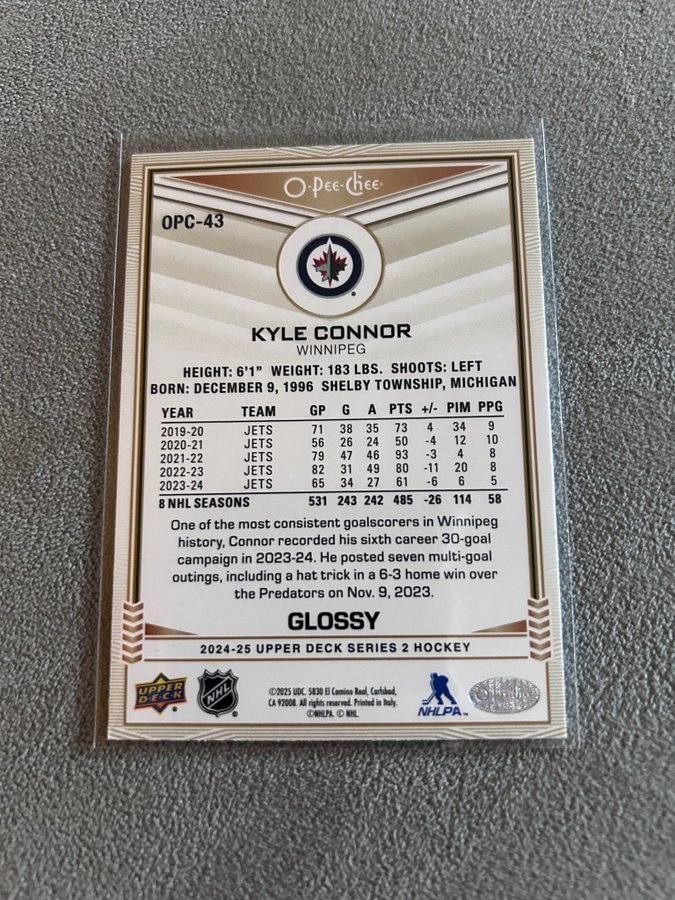 O-Pee-Chee
OPC-43
KYLE CONNOR
WINNIPEG
HEIGHT: 6'1" WEIGHT: 183 LBS. SHOOTS: LEFT
BORN: DECEMBER 9, 1996 SHELBY TOWNSHIP, MICHIGAN
YEAR TEAM GP G A PTS +/- PIM PPG
2019-20 JETS 71 38 35 73 4 34 9
2020-21 JETS 56 26 24 50 -4 12 10
2021-22 JETS 79 47 46 93 -3 4 8
2022-23 JETS 82 31 49 80 -11 20 8
2023-24 JETS 65 34 27 61 -6 6 5
8 NHL SEASONS 531 243 242 485 -26 114 58
One of the most consistent goalscorers in Winnipeg
history, Connor recorded his sixth career 30-goal
campaign in 2023-24. He posted seven multi-goal
outings, including a hat trick in a 6-3 home win over
the Predators on Nov. 9, 2023.
GLOSSY
2024-25 UPPER DECK SERIES 2 HOCKEY
UPPER DECK
NHL
©2025 UDC. 5830 El Camino Real, Carlsbad,
CA 92008. All rights reserved. Printed in Italy.
©NHLPA. © NHL.
NHLPA™
O-Pee-Chee